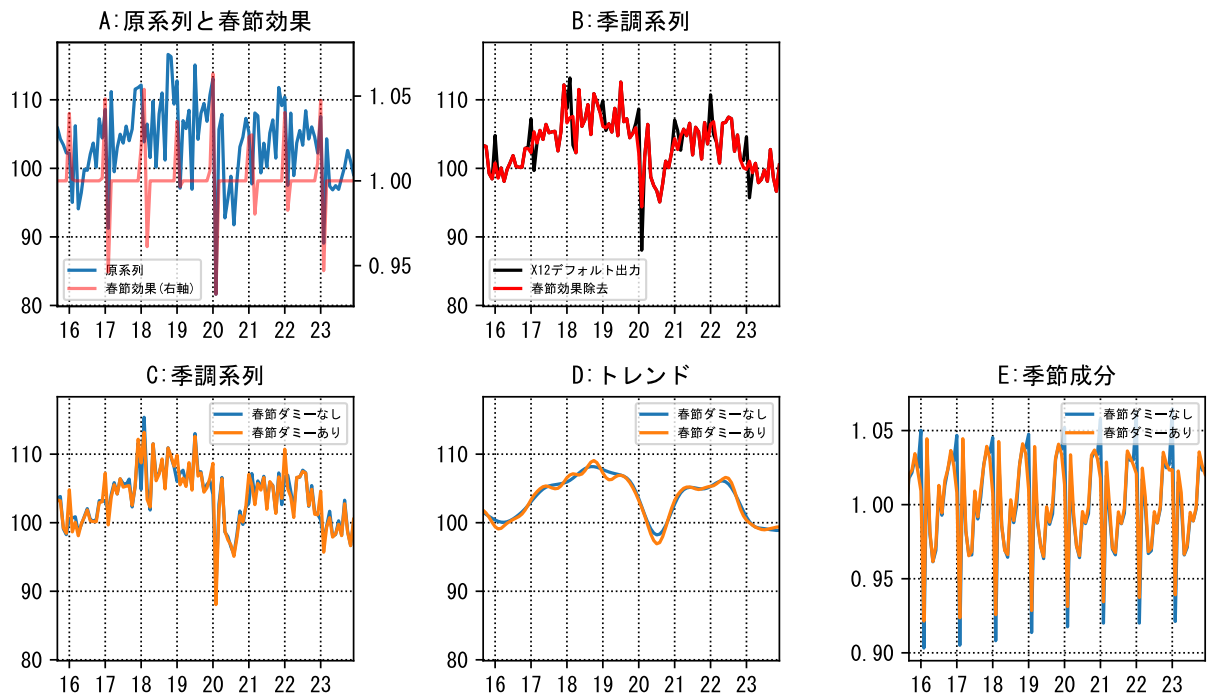 A:原系列と春節効果
110
100
90
80
1.05
1.00
0.95
原系列
春節効果(右軸)
16 17 18 19 20 21 22 23
B:季調系列
110
100
90
80
X12デフォルト出力
春節効果除去
16 17 18 19 20 21 22 23
C:季調系列
110
100
90
80
春節ダミーなし
春節ダミーあり
16 17 18 19 20 21 22 23
D:トレンド
110
100
90
80
春節ダミーなし
春節ダミーあり
16 17 18 19 20 21 22 23
E:季節成分
1.05
1.00
0.95
0.90
春節ダミーなし
春節ダミーあり
16 17 18 19 20 21 22 23